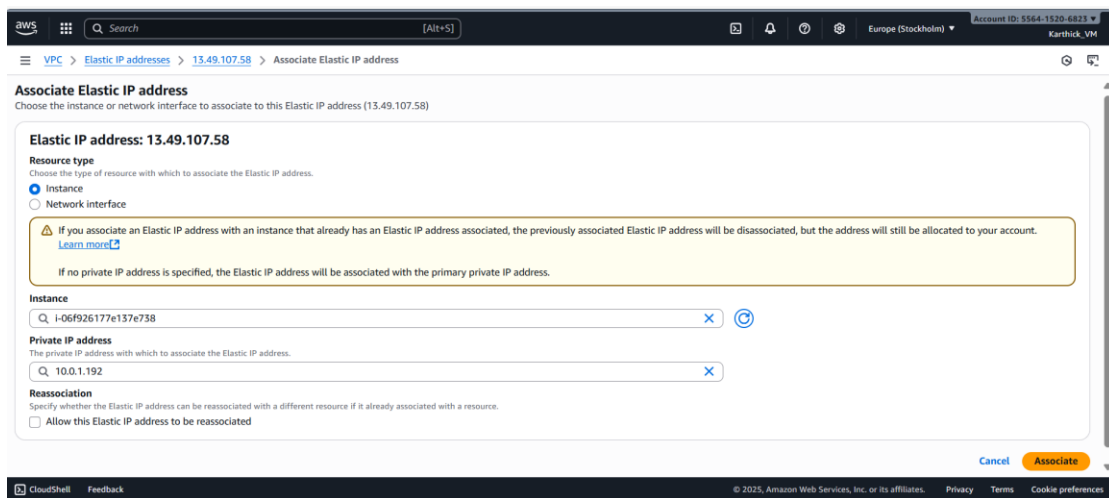 aws
Search [Alt+S] Europe (Stockholm) ▼ Account ID: 5564-1520-6823 ▼
Karthick_VM
VPC > Elastic IP addresses > 13.49.107.58 > Associate Elastic IP address
Associate Elastic IP address
Choose the instance or network interface to associate to this Elastic IP address (13.49.107.58)
Elastic IP address: 13.49.107.58
Resource type
Choose the type of resource with which to associate the Elastic IP address.
Instance
Network interface
If you associate an Elastic IP address with an instance that already has an Elastic IP address associated, the previously associated Elastic IP address will be disassociated, but the address will still be allocated to your account.
Learn more
If no private IP address is specified, the Elastic IP address will be associated with the primary private IP address.
Instance
i-06f926177e137e738
Private IP address
The private IP address with which to associate the Elastic IP address.
10.0.1.192
Reassociation
Specify whether the Elastic IP address can be reassociated with a different resource if it already associated with a resource.
Allow this Elastic IP address to be reassociated
Cancel Associate
CloudShell Feedback © 2025, Amazon Web Services, Inc. or its affiliates. Privacy Terms Cookie preferences